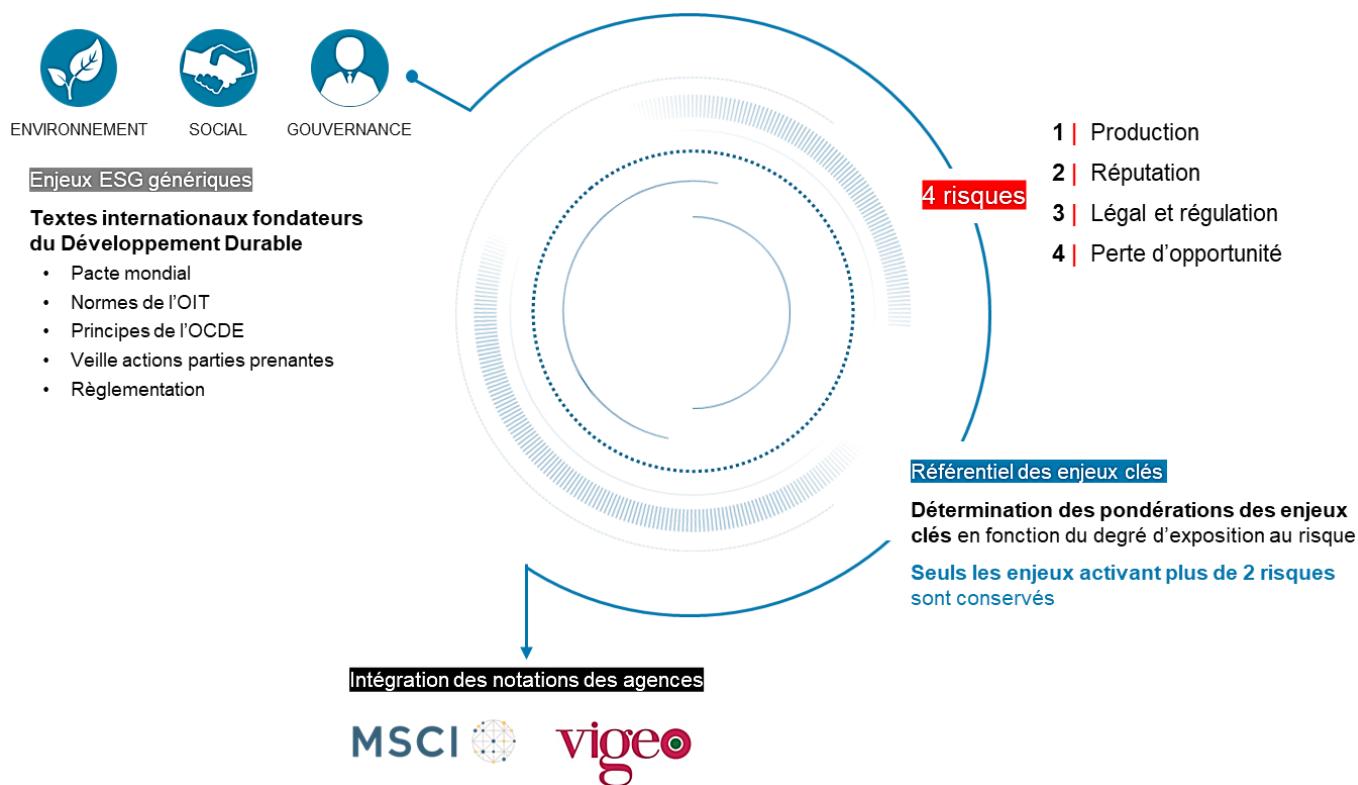 ENVIRONNEMENT
SOCIAL
GOUVERNANCE
Enjeux ESG génériques
Textes internationaux fondateurs
du Développement Durable
• Pacte mondial
• Normes de l’OIT
• Principes de l’OCDE
• Veille actions parties prenantes
• Règlementation
4 risques
1 | Production
2 | Réputation
3 | Légal et régulation
4 | Perte d’opportunité
Référentiel des enjeux clés
Détermination des pondérations des enjeux
clés en fonction du degré d’exposition au risque
Seuls les enjeux activant plus de 2 risques
sont conservés
Intégration des notations des agences
MSCI
vigeo